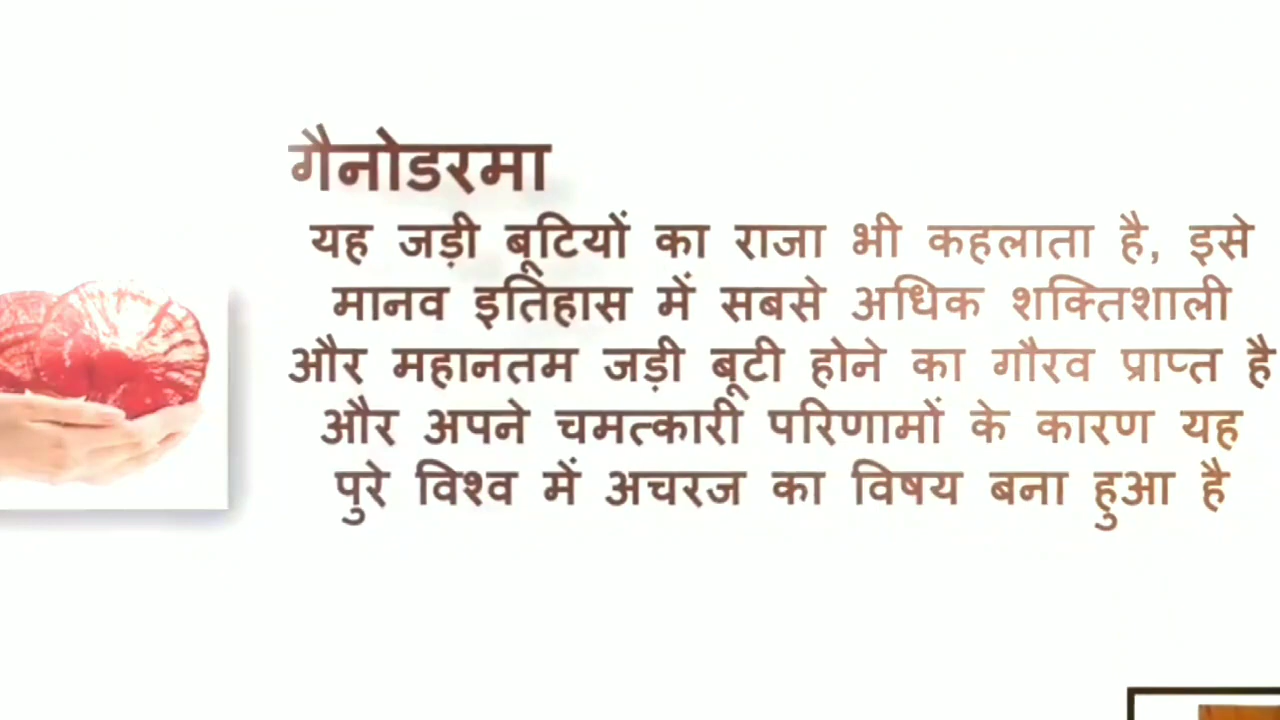 गैनोडरमा
यह जड़ी बूटियों का राजा भी कहलाता है, इसे
मानव इतिहास में सबसे अधिक शक्तिशाली
और महानतम जड़ी बूटी होने का गौरव प्राप्त है
और अपने चमत्कारी परिणामों के कारण यह
पुरे विश्व में अचरज का विषय बना हुआ है